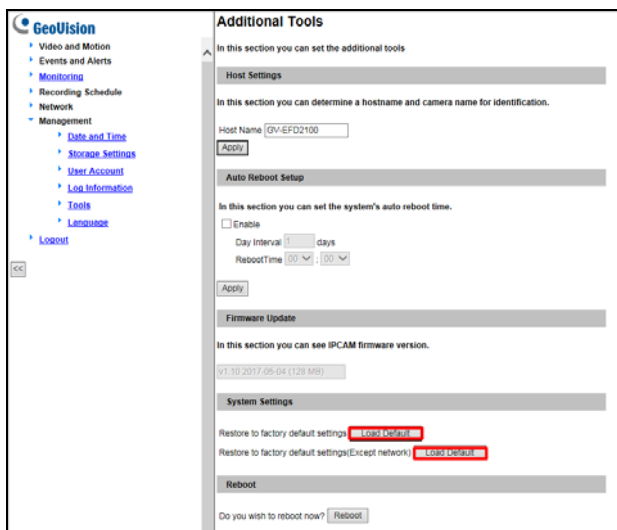 GeoVision
Video and Motion
Events and Alerts
Monitoring
Recording Schedule
Network
Management
Date and Time
Storage Settings
User Account
Log Information
Tools
Language
Logout
<<
Additional Tools
In this section you can set the additional tools
Host Settings
In this section you can determine a hostname and camera name for identification.
Host Name GV-EFD2100
Apply
Auto Reboot Setup
In this section you can set the system's auto reboot time.
Enable
Day Interval 1 days
RebootTime 00 : 00
Apply
Firmware Update
In this section you can see IPCAM firmware version.
v1.10 2017-05-04 (128 MB)
System Settings
Restore to factory default settings Load Default
Restore to factory default settings(Except network) Load Default
Reboot
Do you wish to reboot now? Reboot